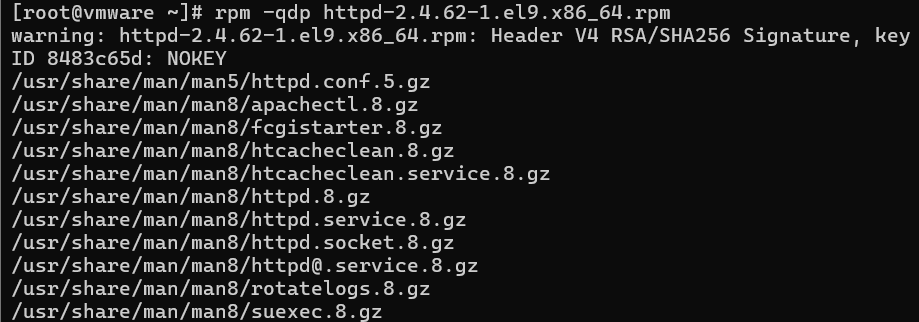 [root@vmware ~]# rpm -qdp httpd-2.4.62-1.el9.x86_64.rpm
warning: httpd-2.4.62-1.el9.x86_64.rpm: Header V4 RSA/SHA256 Signature, key
ID 8483c65d: NOKEY
/usr/share/man/man5/httpd.conf.5.gz
/usr/share/man/man8/apachectl.8.gz
/usr/share/man/man8/fcgistarter.8.gz
/usr/share/man/man8/htcacheclean.8.gz
/usr/share/man/man8/htcacheclean.service.8.gz
/usr/share/man/man8/httpd.8.gz
/usr/share/man/man8/httpd.service.8.gz
/usr/share/man/man8/httpd.socket.8.gz
/usr/share/man/man8/httpd@.service.8.gz
/usr/share/man/man8/rotatelogs.8.gz
/usr/share/man/man8/suexec.8.gz